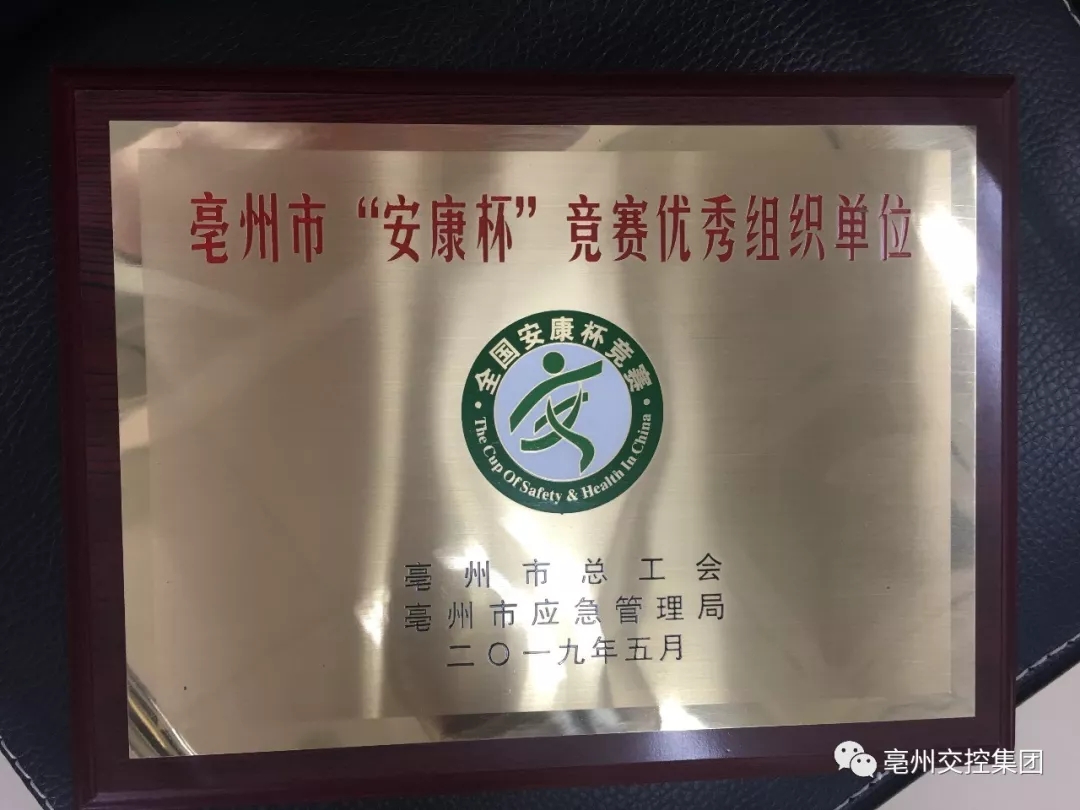 亳州市“安康杯”竞赛优秀组织单位
·全国安康杯竞赛·
The Cup Of Safety & Health In China
亳州市总工会
亳州市应急管理局
二〇一九年五月
亳州交控集团